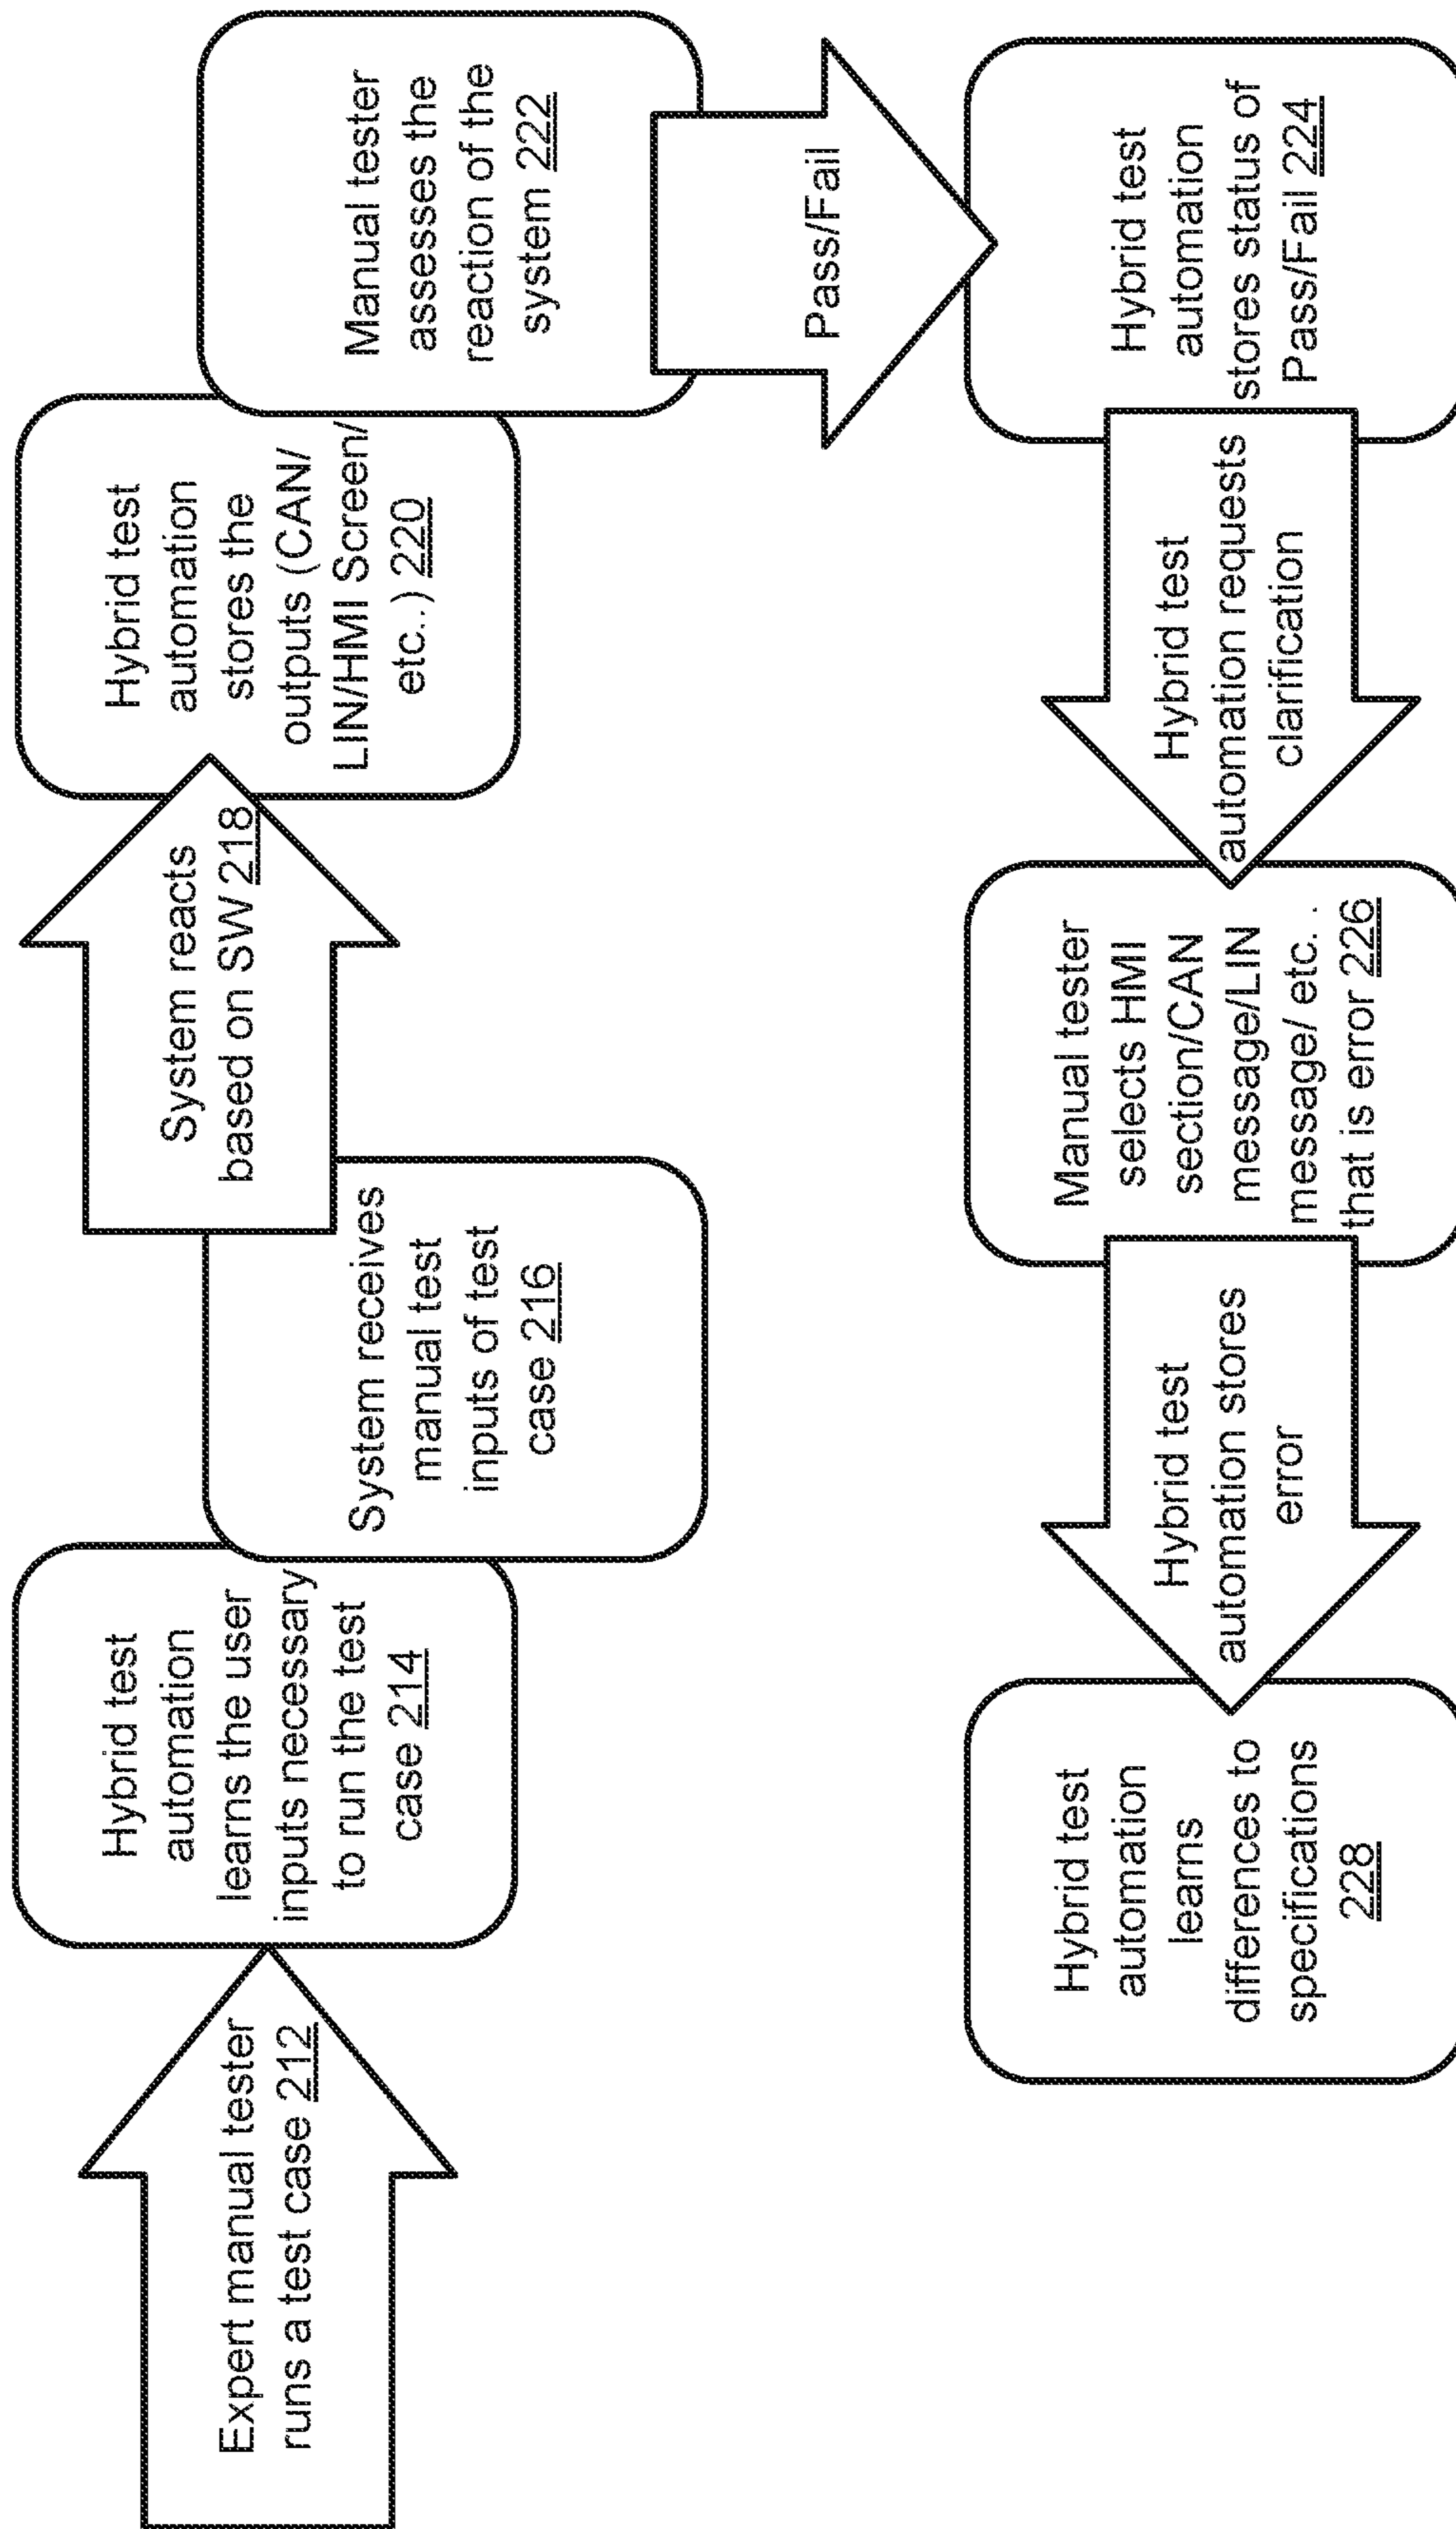 Expert manual tester
runs a test case 212
Hybrid test
automation
learns the user
inputs necessary
to run the test
case 214
System receives
manual test
inputs of test
case 216
System reacts
based on SW 218
Hybrid test
automation
stores the
outputs (CAN/
LIN/HMI Screen/
etc..) 220
Manual tester
assesses the
reaction of the
system 222
Pass/Fail
Hybrid test
automation
stores status of
Pass/Fail 224
Hybrid test
automation requests
clarification
Manual tester
selects HMI
section/CAN
message/LIN
message/ etc. .
that is error 226
Hybrid test
automation stores
error
Hybrid test
automation
learns
differences to
specifications
228